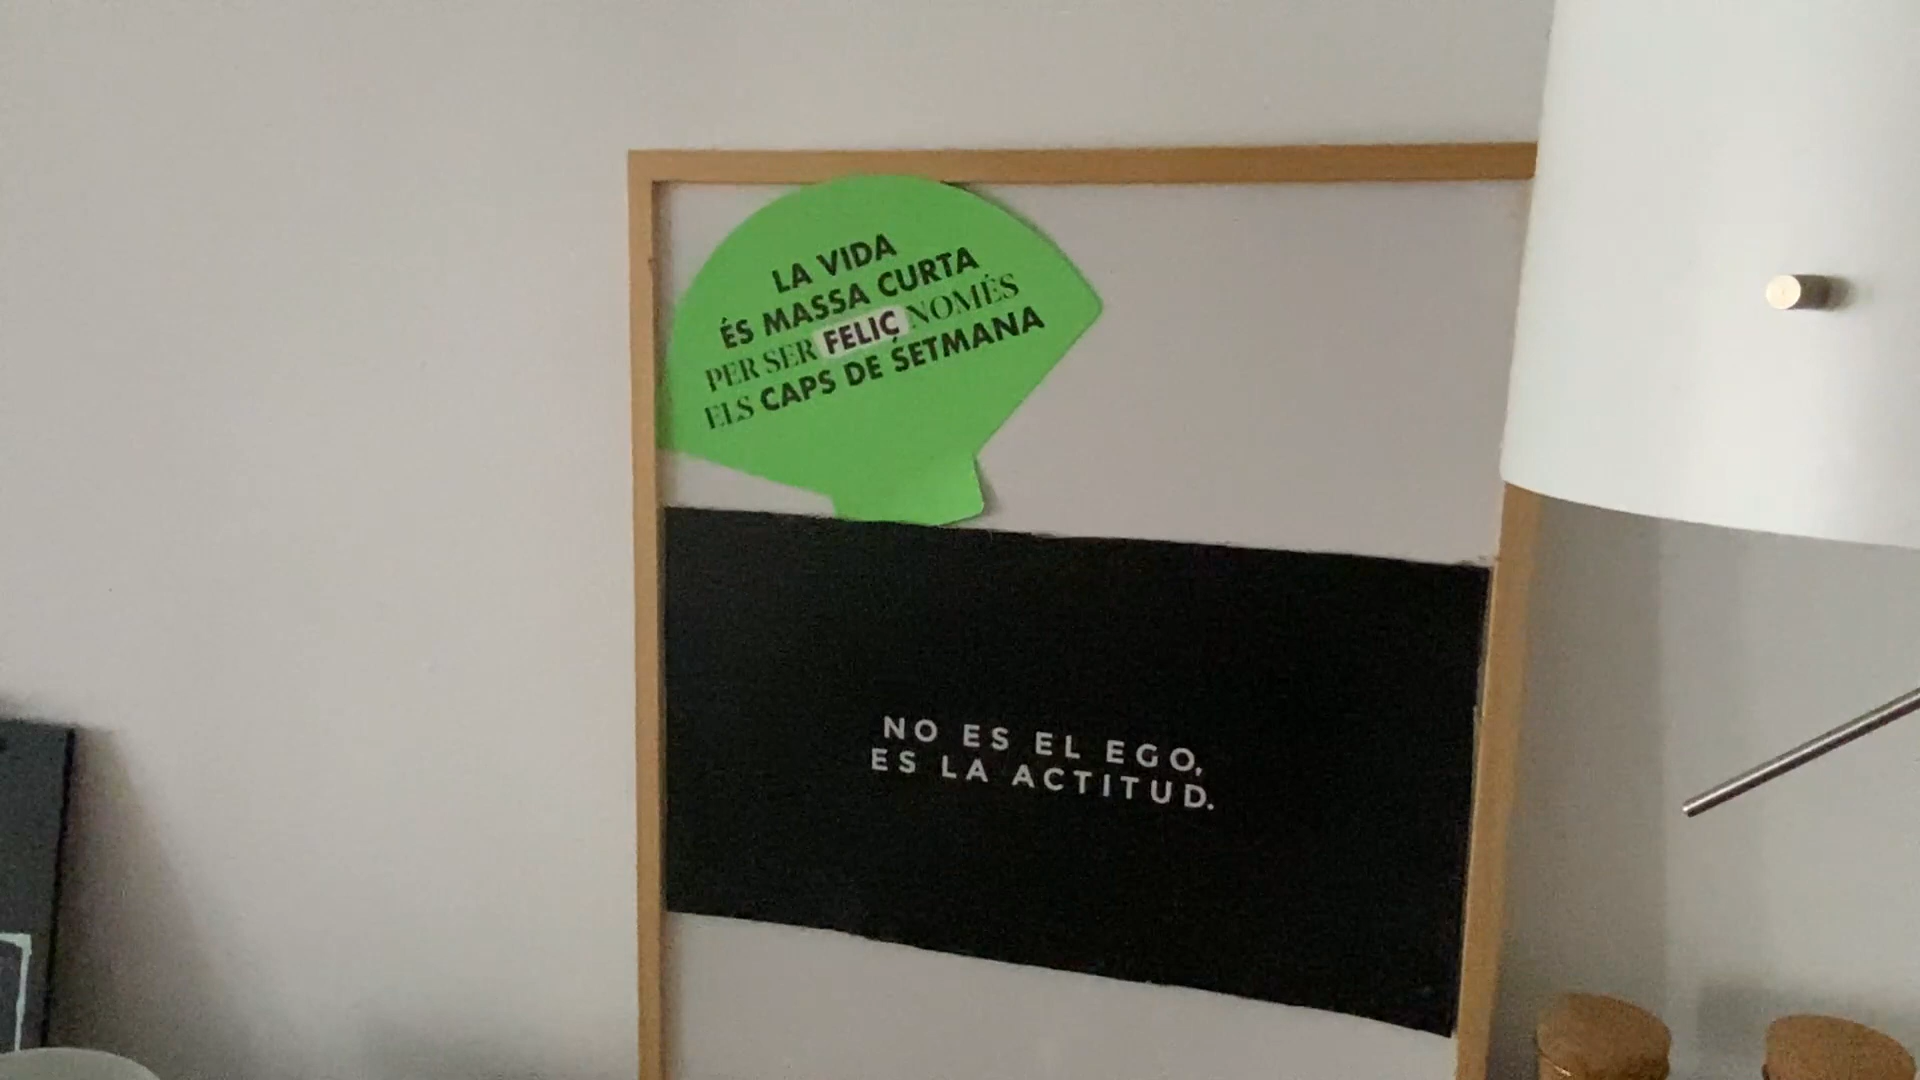 LA VIDA
ÉS MASSA CURTA
PER SER FELIÇ NOMÉS
ELS CAPS DE SETMANA
NO ES EL EGO,
ES LA ACTITUD.